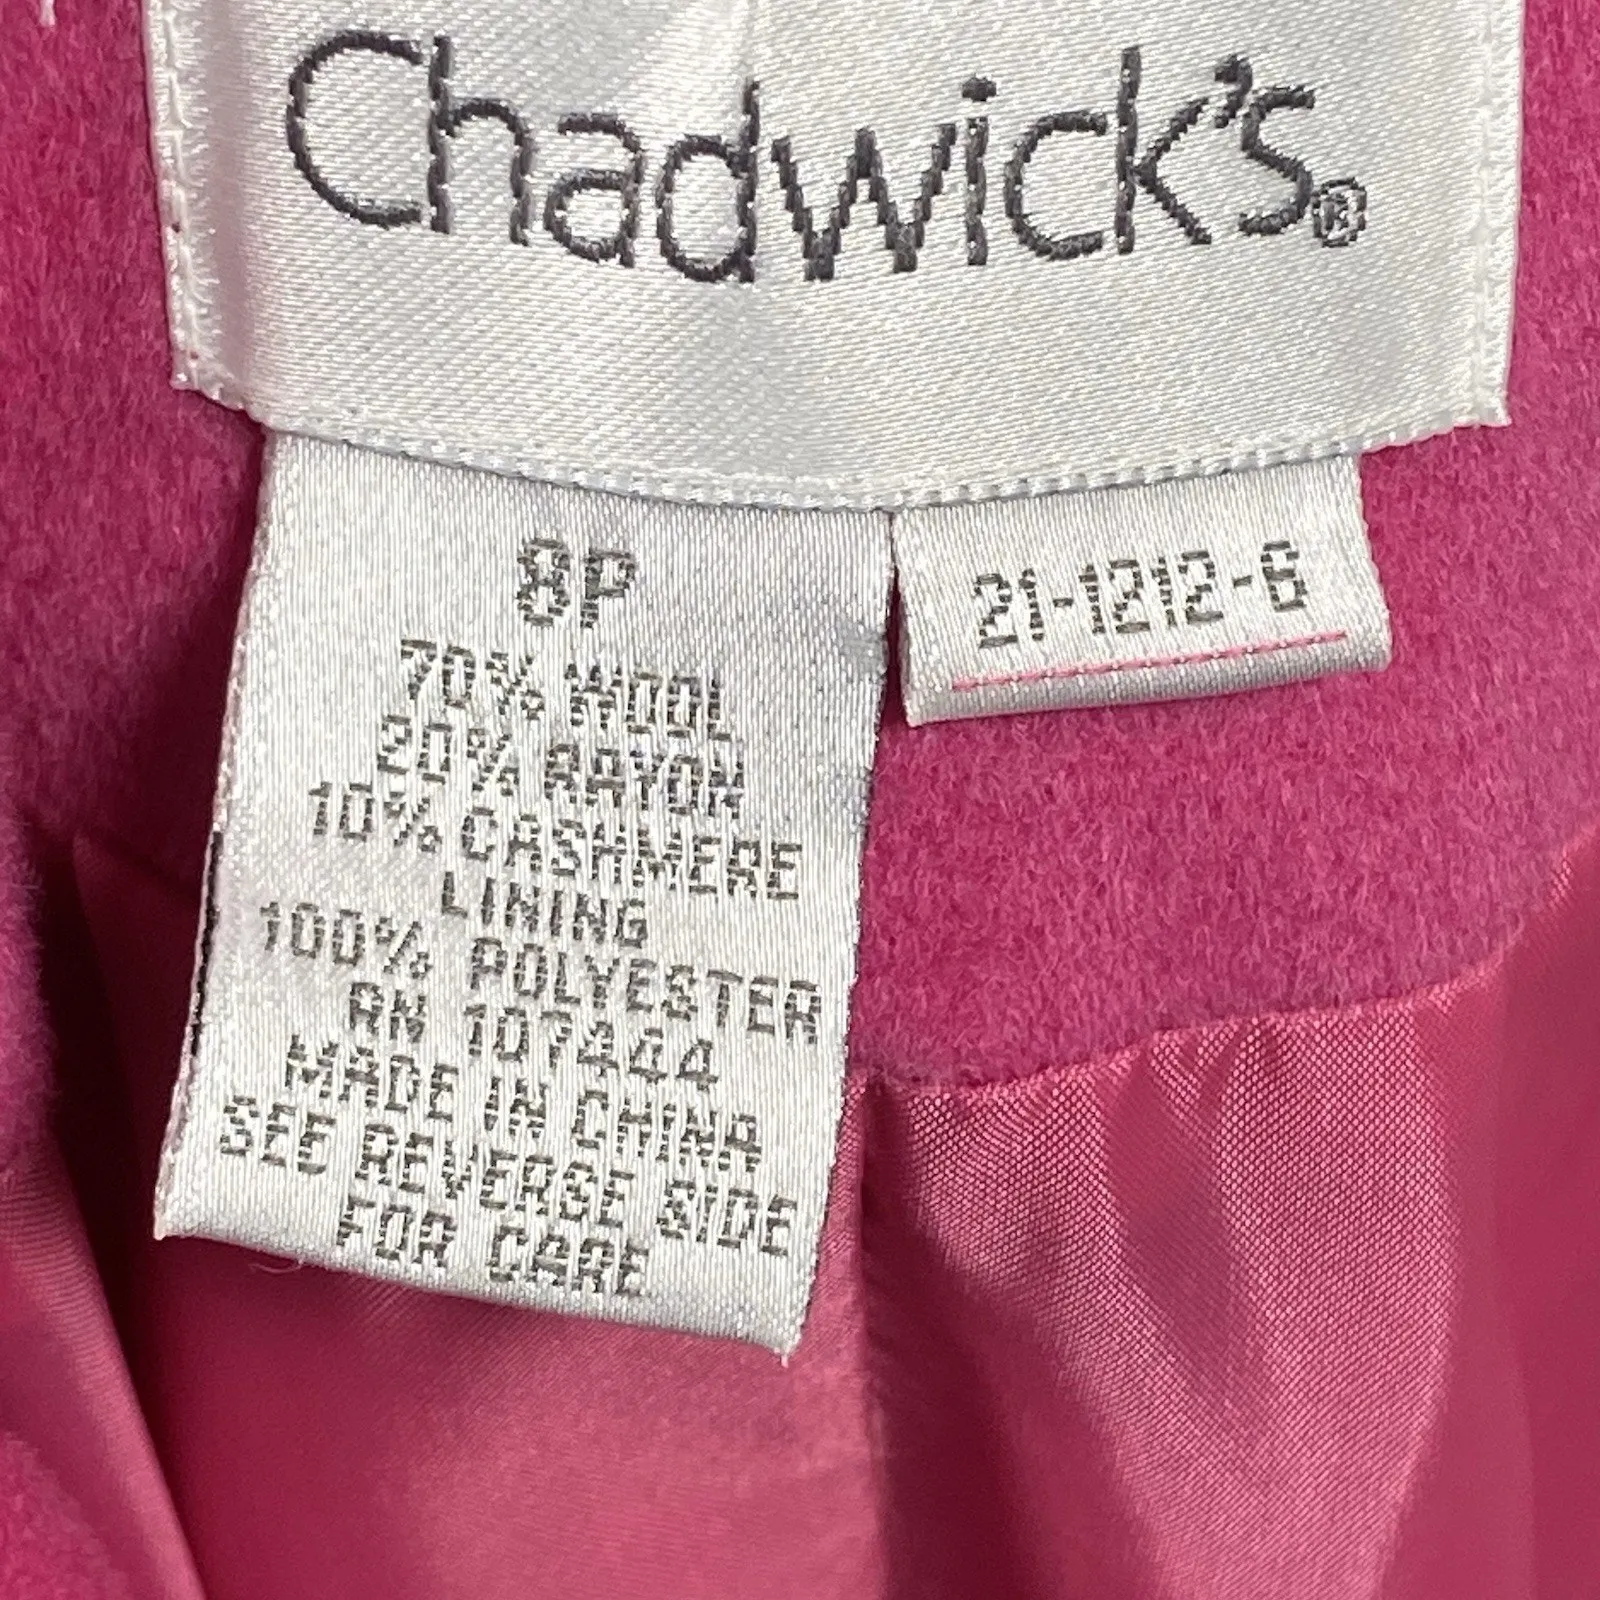 Chadwick's®
8P
70% WOOL
20% RAYON
10% CASHMERE
LINING
100% POLYESTER
RN 107444
MADE IN CHINA
SEE REVERSE SIDE
FOR CARE
21-1212-6